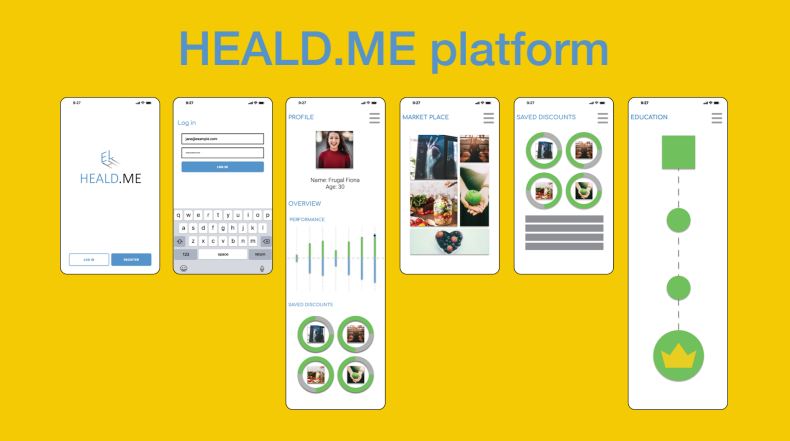 HEALD.ME platform
9:27
HEALD.ME
LOG IN
REGISTER
9:27
Log in
jane@example.com
LOG IN
q w e r t y u i o p
a s d f g h j k l
z x c v b n m
123
space
return
9:27
PROFILE
Name: Frugal Fiona
Age: 30
OVERVIEW
PERFORMANCE
SAVED DISCOUNTS
9:27
MARKET PLACE
9:27
SAVED DISCOUNTS
9:27
EDUCATION